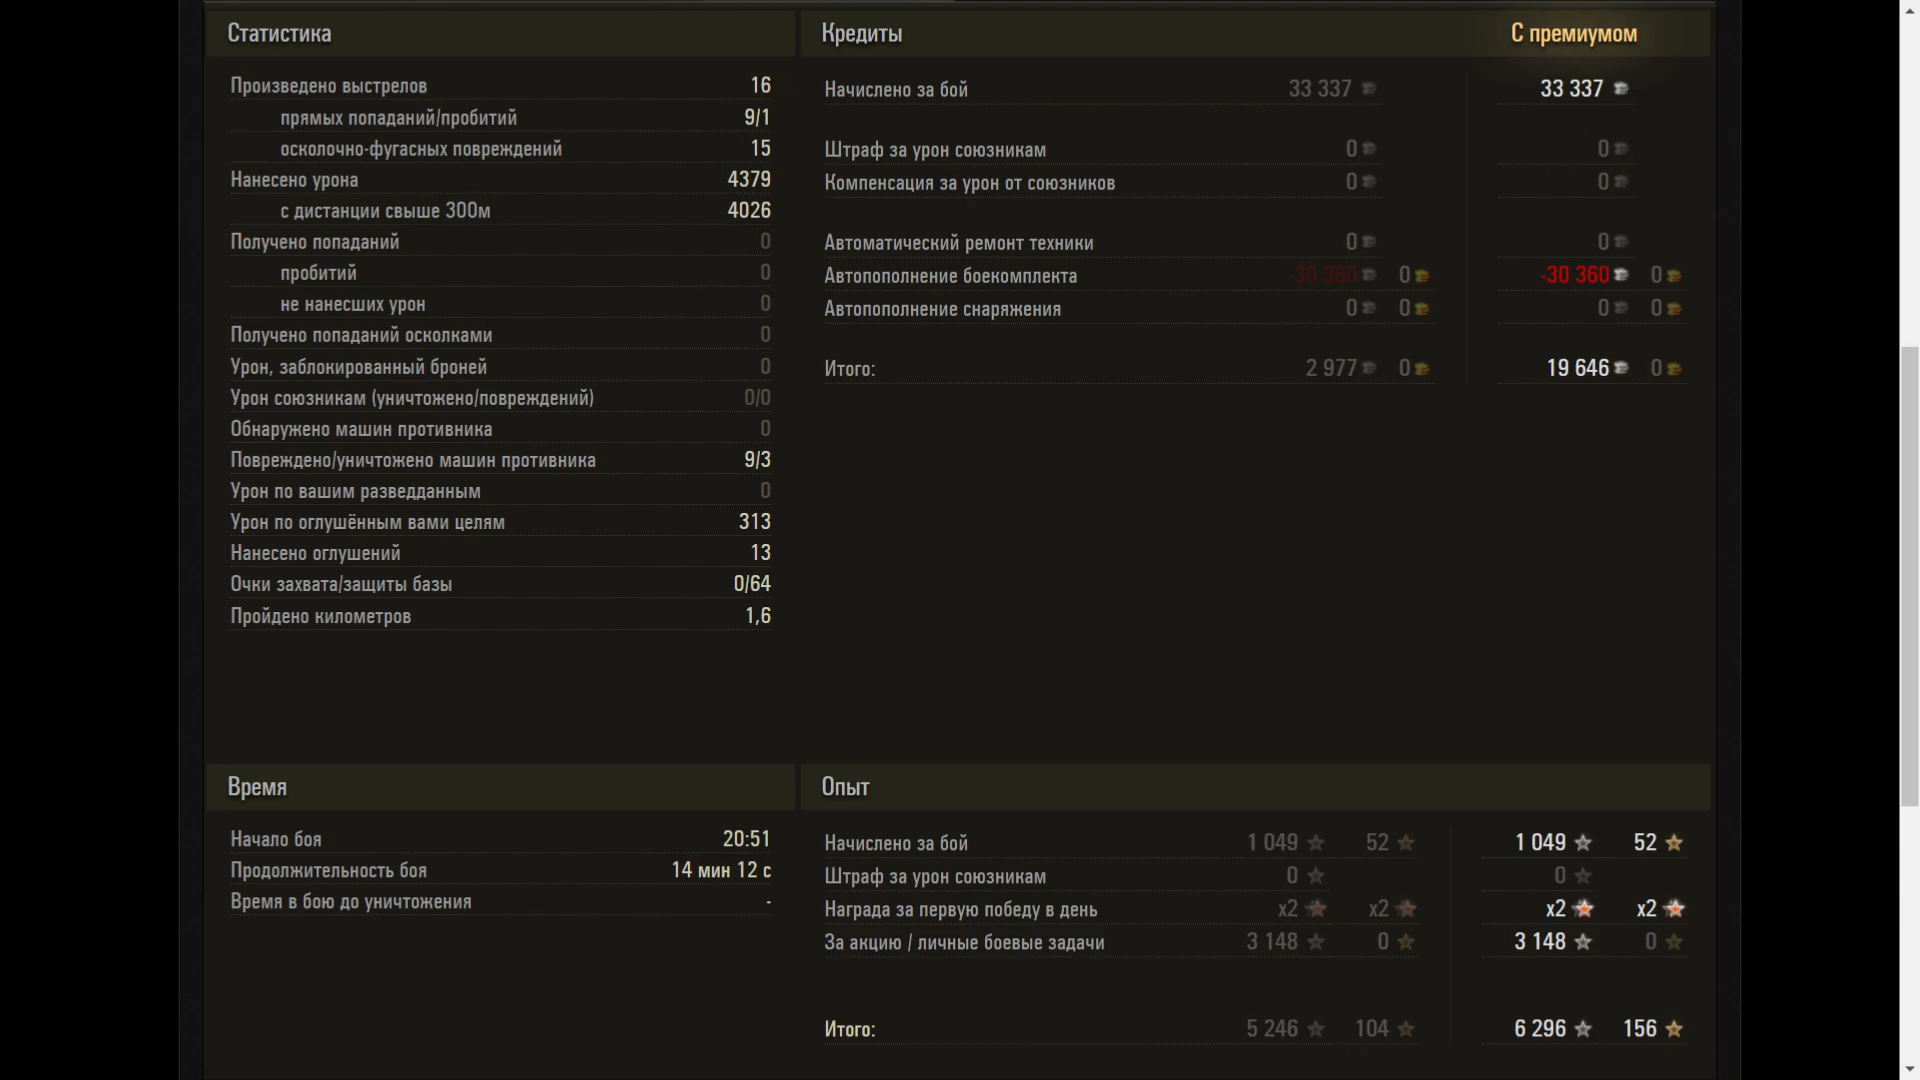 Статистика
Произведено выстрелов 16
прямых попаданий/пробитий 9/1
осколочно-фугасных повреждений 15
Нанесено урона 4379
с дистанции свыше 300м 4026
Получено попаданий 0
пробитий 0
не нанесших урон 0
Получено попаданий осколками 0
Урон, заблокированный броней 0
Урон союзникам (уничтожено/повреждений) 0/0
Обнаружено машин противника 0
Повреждено/уничтожено машин противника 9/3
Урон по вашим разведданным 0
Урон по оглушённым вами целям 313
Нанесено оглушений 13
Очки захвата/защиты базы 0/64
Пройдено километров 1,6
Кредиты С премиумом
Начислено за бой 33 337 33 337
Штраф за урон союзникам 0 0
Компенсация за урон от союзников 0 0
Автоматический ремонт техники 0 0
Автопополнение боекомплекта -30 360 0 -30 360 0
Автопополнение снаряжения 0 0 0 0
Итого: 2 977 0 19 646 0
Время
Начало боя 20:51
Продолжительность боя 14 мин 12 с
Время в бою до уничтожения -
Опыт
Начислено за бой 1 049 52 1 049 52
Штраф за урон союзникам 0 0
Награда за первую победу в день x2 x2 x2 x2
За акцию / личные боевые задачи 3 148 0 3 148 0
Итого: 5 246 104 6 296 156